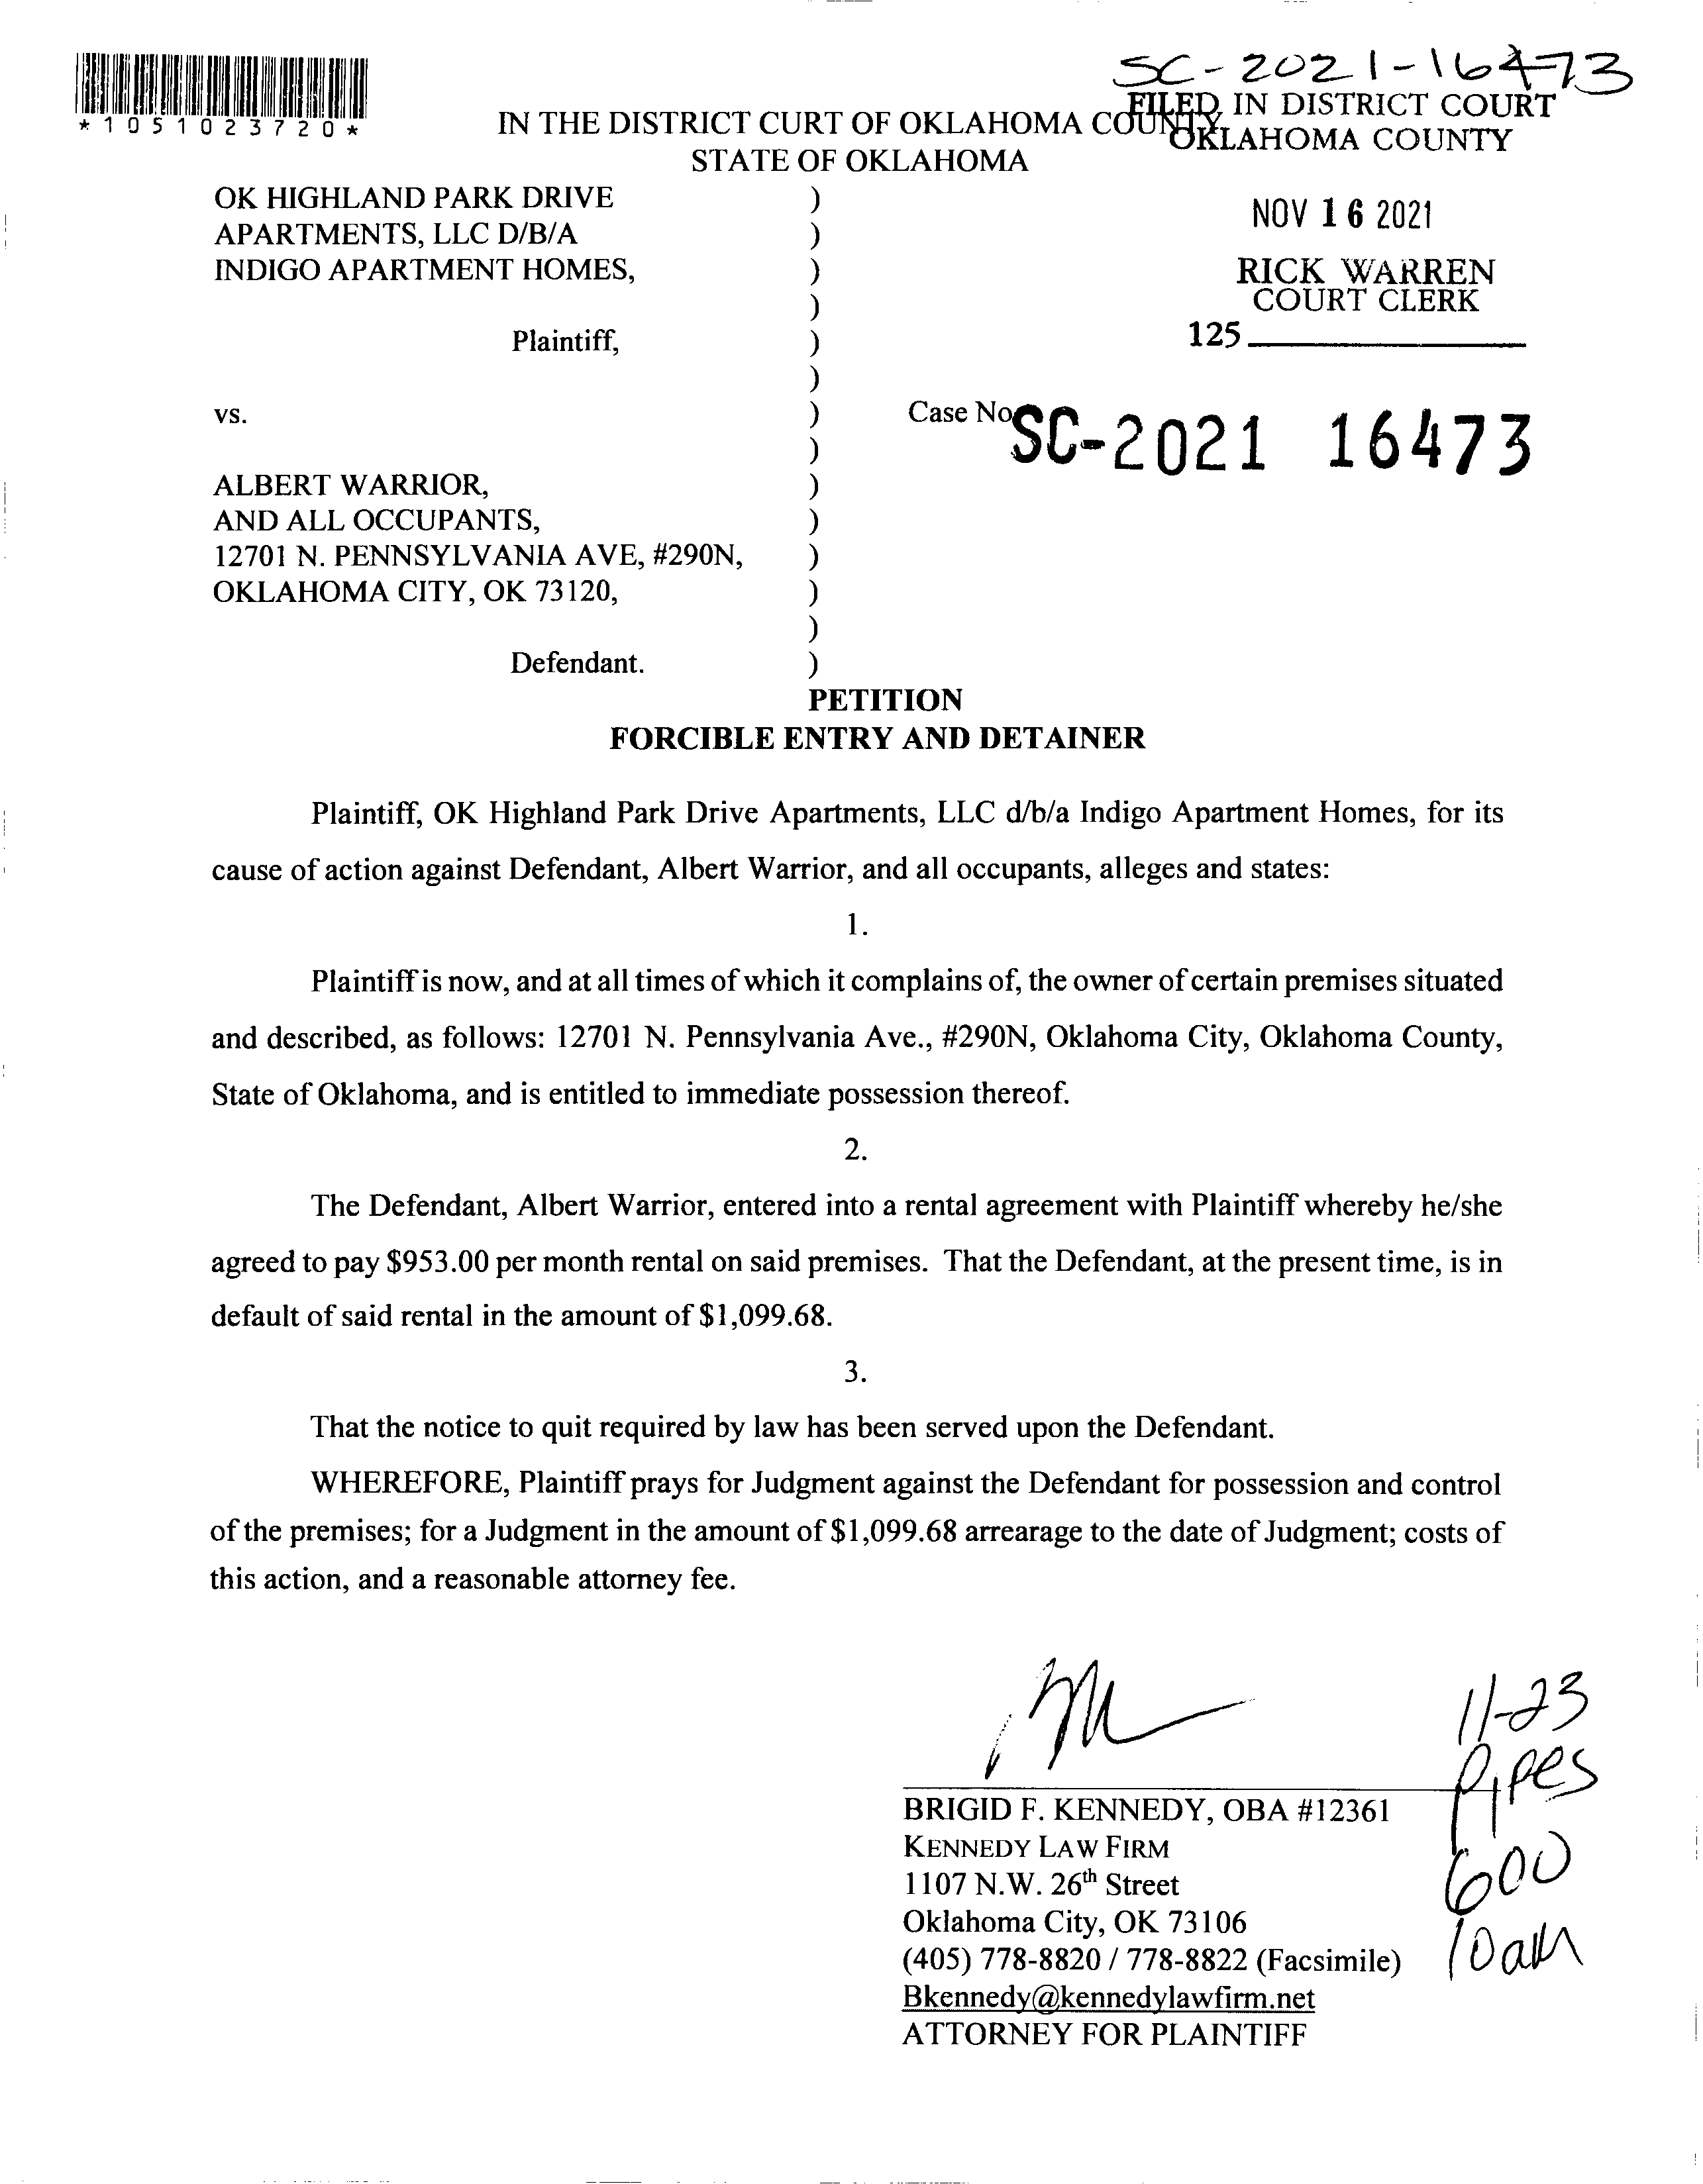 SC-2021-16473
*1051023720*
FILED IN DISTRICT COURT
OKLAHOMA COUNTY
IN THE DISTRICT CURT OF OKLAHOMA COUNTY
STATE OF OKLAHOMA
NOV 16 2021
RICK WARREN
COURT CLERK
125
OK HIGHLAND PARK DRIVE )
APARTMENTS, LLC D/B/A )
INDIGO APARTMENT HOMES, )
)
Plaintiff, )
)
vs. ) Case No. SC-2021 16473
)
ALBERT WARRIOR, )
AND ALL OCCUPANTS, )
12701 N. PENNSYLVANIA AVE, #290N, )
OKLAHOMA CITY, OK 73120, )
)
Defendant. )
PETITION
FORCIBLE ENTRY AND DETAINER
Plaintiff, OK Highland Park Drive Apartments, LLC d/b/a Indigo Apartment Homes, for its
cause of action against Defendant, Albert Warrior, and all occupants, alleges and states:
1.
Plaintiff is now, and at all times of which it complains of, the owner of certain premises situated
and described, as follows: 12701 N. Pennsylvania Ave., #290N, Oklahoma City, Oklahoma County,
State of Oklahoma, and is entitled to immediate possession thereof.
2.
The Defendant, Albert Warrior, entered into a rental agreement with Plaintiff whereby he/she
agreed to pay $953.00 per month rental on said premises. That the Defendant, at the present time, is in
default of said rental in the amount of $1,099.68.
3.
That the notice to quit required by law has been served upon the Defendant.
WHEREFORE, Plaintiff prays for Judgment against the Defendant for possession and control
of the premises; for a Judgment in the amount of $1,099.68 arrearage to the date of Judgment; costs of
this action, and a reasonable attorney fee.
BRIGID F. KENNEDY, OBA #12361
KENNEDY LAW FIRM
1107 N.W. 26th Street
Oklahoma City, OK 73106
(405) 778-8820 / 778-8822 (Facsimile)
Bkennedy@kennedylawfirm.net
ATTORNEY FOR PLAINTIFF
11-23
Pipes
600
10am